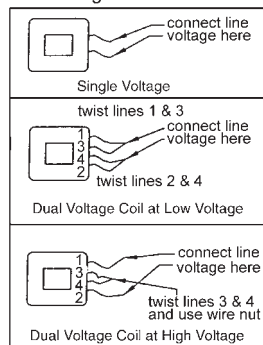 connect line
voltage here
Single Voltage
twist lines 1 & 3
connect line
voltage here
1
3
4
2
twist lines 2 & 4
Dual Voltage Coil at Low Voltage
connect line
voltage here
1
3
4
2
twist lines 3 & 4
and use wire nut
Dual Voltage Coil at High Voltage